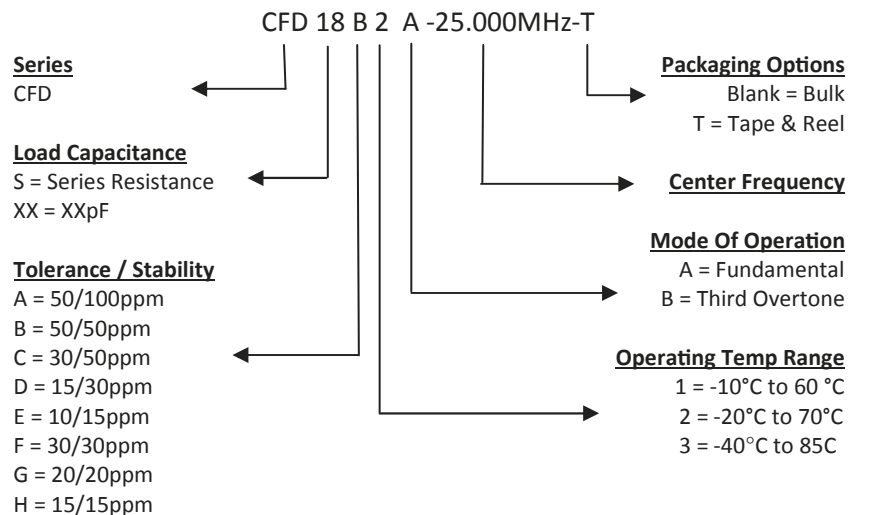 CFD 18 B 2 A -25.000MHz-T
Series
CFD
Load Capacitance
S = Series Resistance
XX = XXpF
Tolerance / Stability
A = 50/100ppm
B = 50/50ppm
C = 30/50ppm
D = 15/30ppm
E = 10/15ppm
F = 30/30ppm
G = 20/20ppm
H = 15/15ppm
Packaging Options
Blank = Bulk
T = Tape & Reel
Center Frequency
Mode Of Operation
A = Fundamental
B = Third Overtone
Operating Temp Range
1 = -10°C to 60 °C
2 = -20°C to 70°C
3 = -40°C to 85C